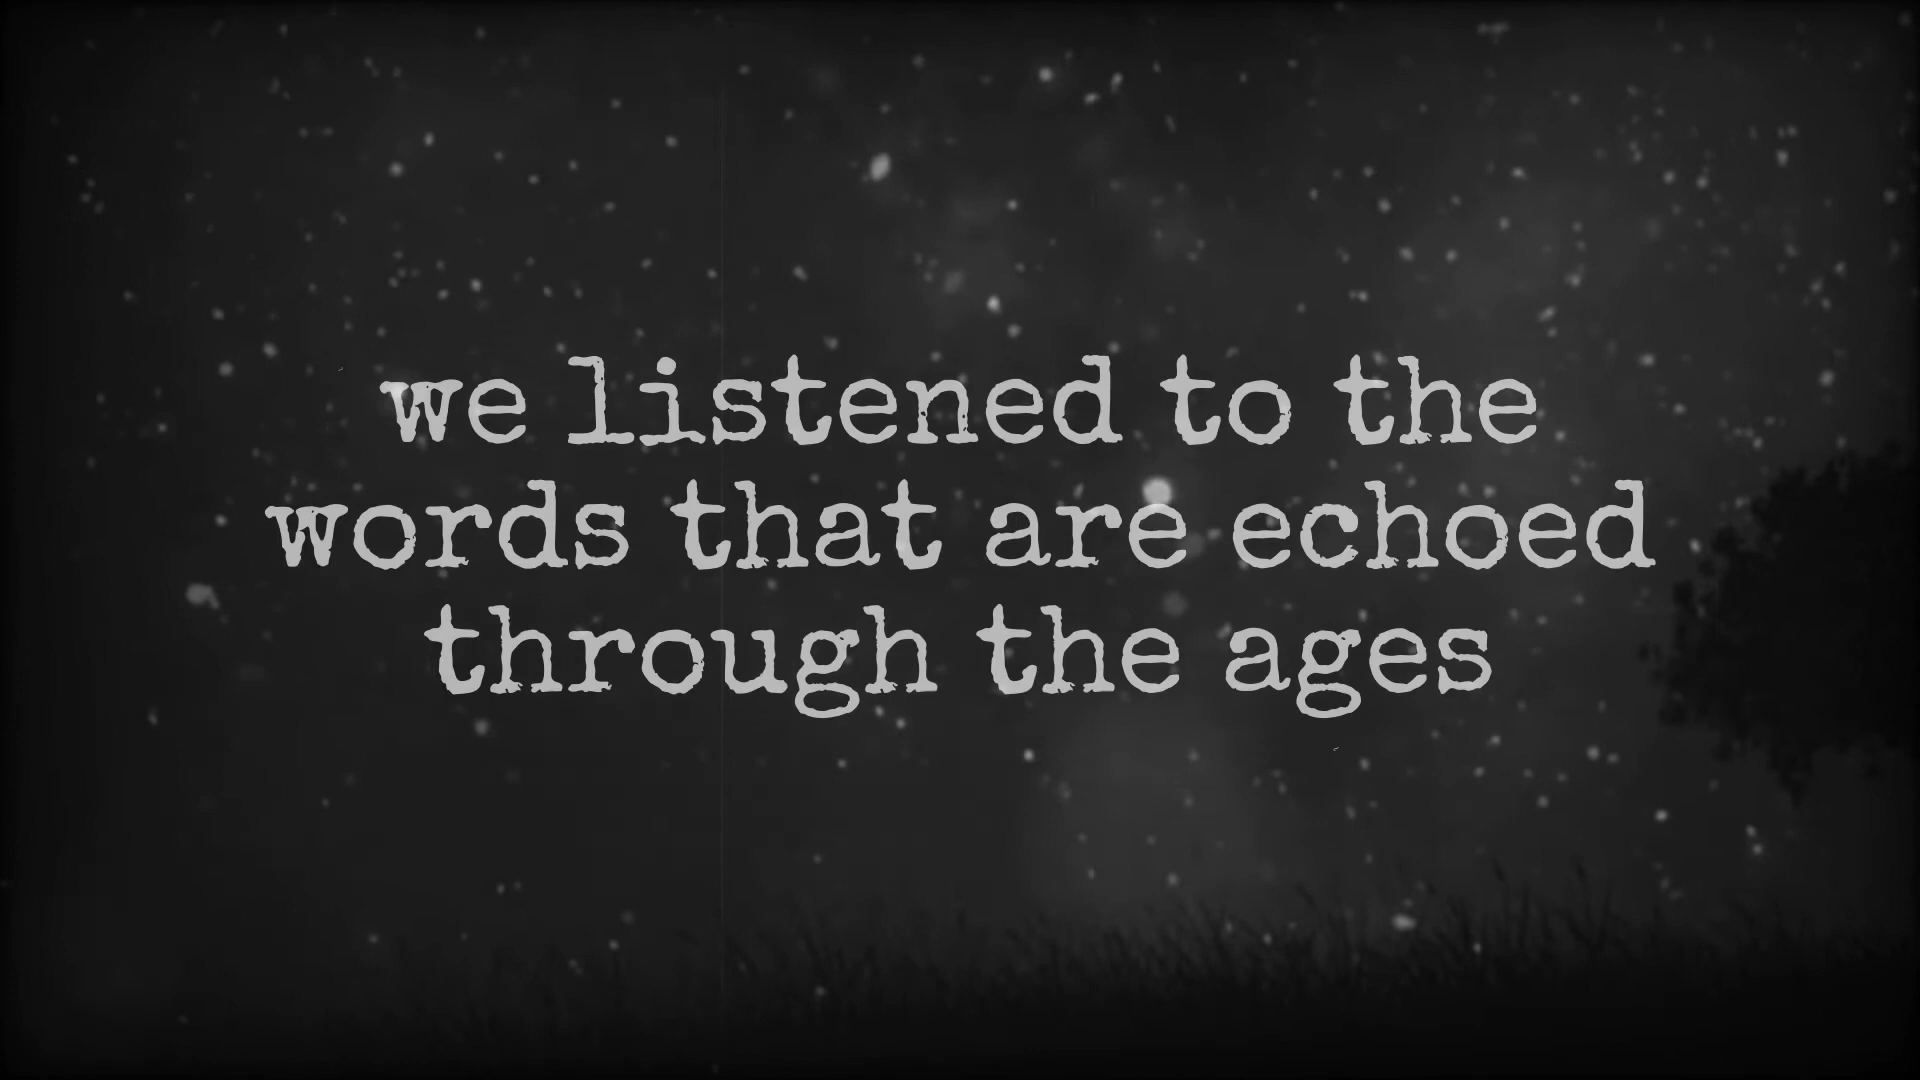 we listened to the
words that are echoed
through the ages